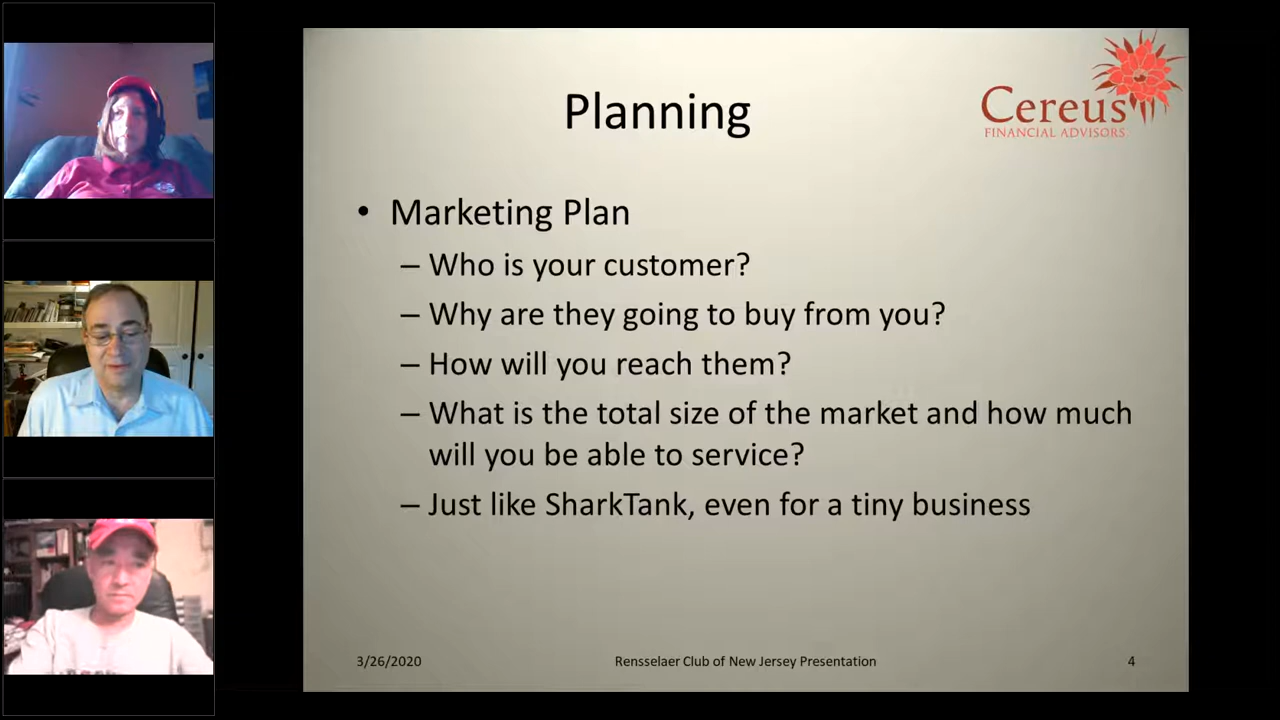 Planning
Cereus
FINANCIAL ADVISORS
• Marketing Plan
– Who is your customer?
– Why are they going to buy from you?
– How will you reach them?
– What is the total size of the market and how much
will you be able to service?
– Just like SharkTank, even for a tiny business
3/26/2020
Rensselaer Club of New Jersey Presentation
4